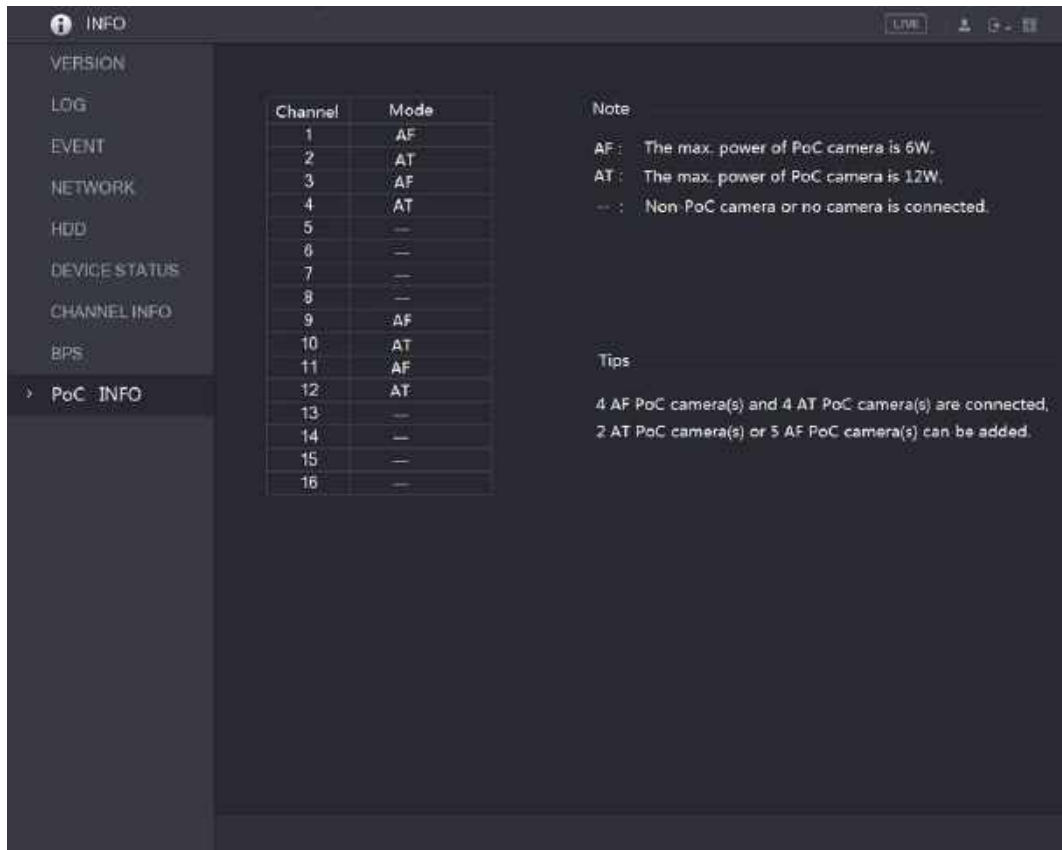 INFO
LIVE
VERSION
LOG
EVENT
NETWORK
HDD
DEVICE STATUS
CHANNEL INFO
BPS
> PoC INFO
Channel Mode
1 AF
2 AT
3 AF
4 AT
5 --
6 --
7 --
8 --
9 AF
10 AT
11 AF
12 AT
13 --
14 --
15 --
16 --
Note
AF : The max. power of PoC camera is 6W.
AT : The max. power of PoC camera is 12W.
-- : Non-PoC camera or no camera is connected.
Tips
4 AF PoC camera(s) and 4 AT PoC camera(s) are connected,
2 AT PoC camera(s) or 5 AF PoC camera(s) can be added.